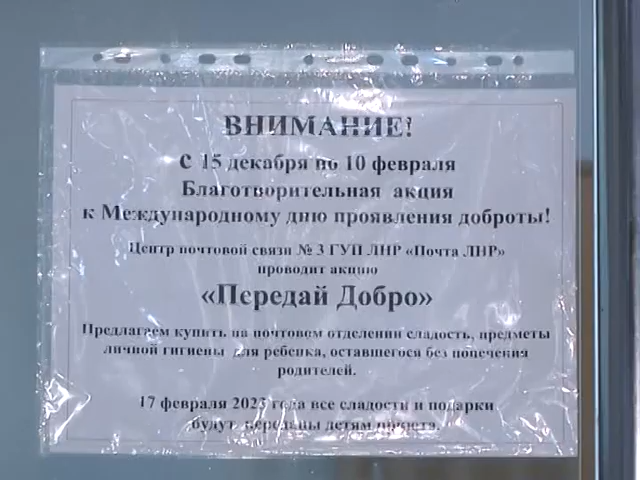 ВНИМАНИЕ!
С 15 декабря по 10 февраля
Благотворительная акция
к Международному дню проявления доброты!
Центр почтовой связи № 3 ГУП ЛНР «Почта ЛНР»
проводит акцию
«Передай Добро»
Предлагаем купить на почтовом отделении сладость, предметы
личной гигиены для ребенка, оставшегося без попечения
родителей.
17 февраля 2023 года все сладости и подарки
будут переданы детям приюта.